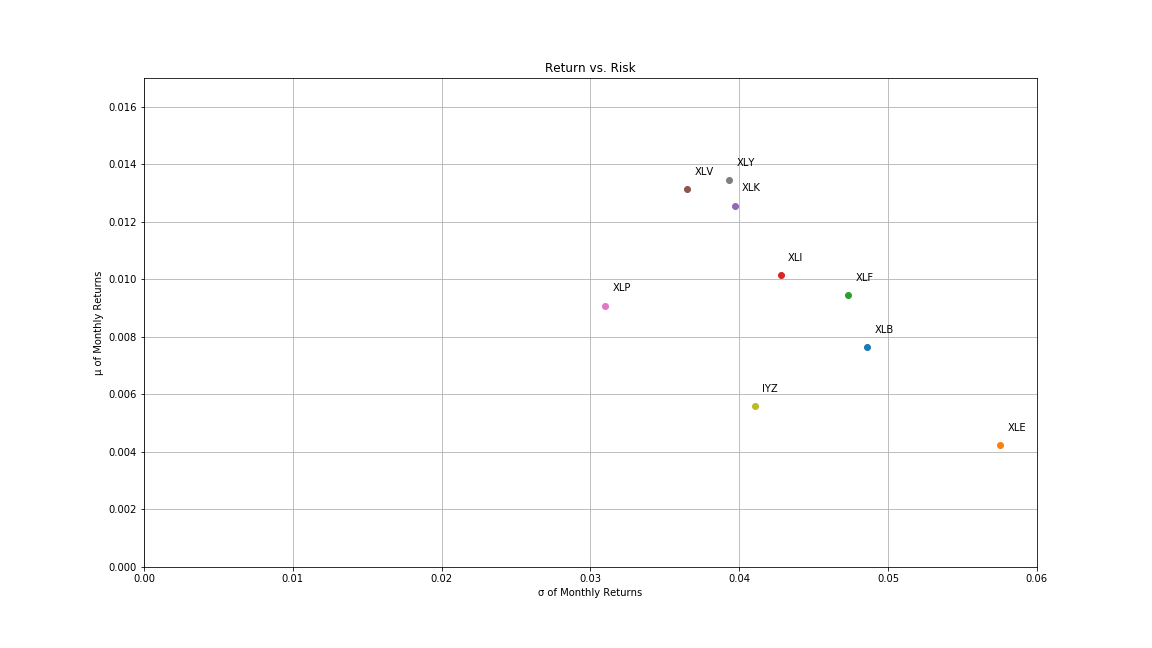 Return vs. Risk
0.016
0.014
0.012
0.010
0.008
0.006
0.004
0.002
0.000
μ of Monthly Returns
XLY
XLV
XLK
XLI
XLF
XLP
XLB
IYZ
XLE
0.00 0.01 0.02 0.03 0.04 0.05 0.06
σ of Monthly Returns